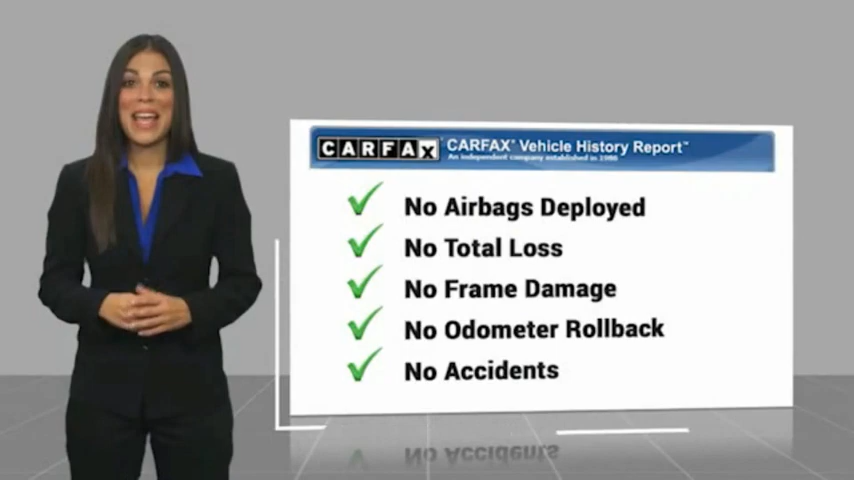 CARFAX
CARFAX® Vehicle History Report™
An independent company established in 1986
No Airbags Deployed
No Total Loss
No Frame Damage
No Odometer Rollback
No Accidents
No Accidents